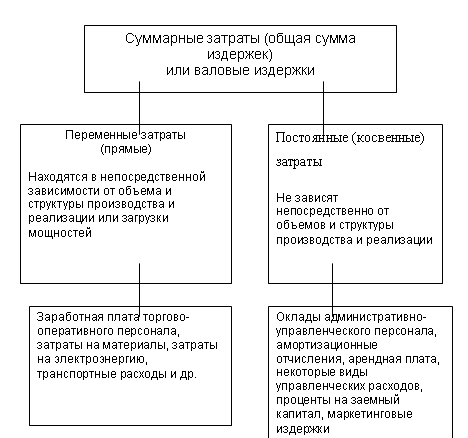 Суммарные затраты (общая сумма
издержек)
или валовые издержки
Переменные затраты
(прямые)
Находятся в непосредственной
зависимости от объема и
структуры производства и
реализации или загрузки
мощностей
Постоянные (косвенные)
затраты
Не зависят
непосредственно от
объемов и структуры
производства и реализации
Заработная плата торгово-
оперативного персонала,
затраты на материалы, затраты
на электроэнергию,
транспортные расходы и др.
Оклады административно-
управленческого персонала,
амортизационные
отчисления, арендная плата,
некоторые виды
управленческих расходов,
проценты на заемный
капитал, маркетинговые
издержки